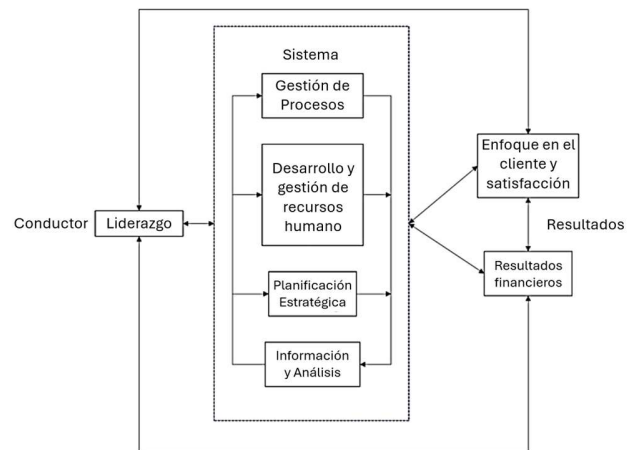 Sistema
Gestión de
Procesos
Desarrollo y
gestión de
recursos
humano
Planificación
Estratégica
Información
y Análisis
Conductor
Liderazgo
Enfoque en el
cliente y
satisfacción
Resultados
Resultados
financieros